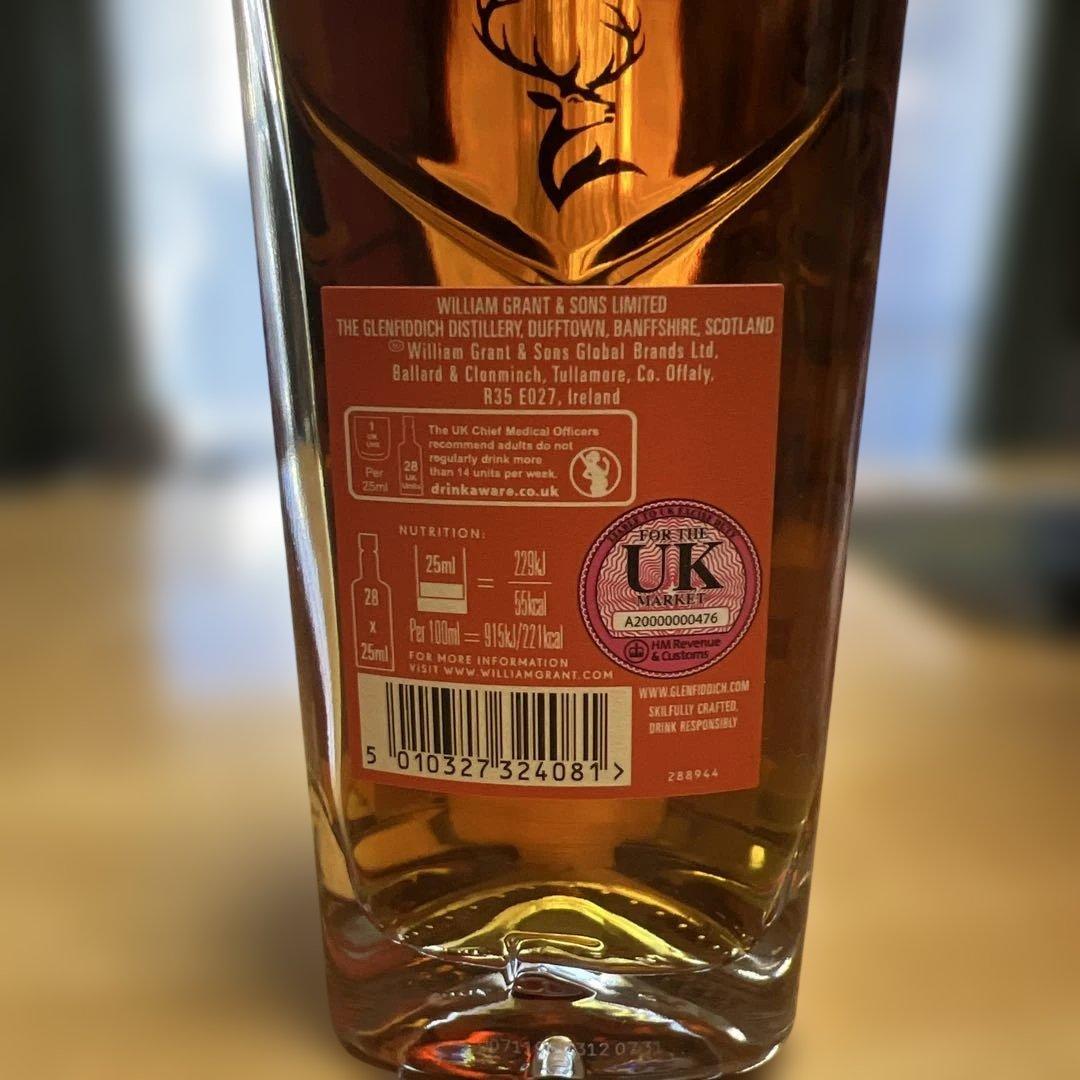 WILLIAM GRANT & SONS LIMITED
THE GLENFIDDICH DISTILLERY, DUFFTOWN, BANFFSHIRE, SCOTLAND
William Grant & Sons Global Brands Ltd,
Ballard & Clonminch, Tullamore, Co. Offaly,
R35 E027, Ireland
1
UK
Unit
Per
25ml
28
UK
Units
The UK Chief Medical Officers
recommend adults do not
regularly drink more
than 14 units per week.
drinkaware.co.uk
NUTRITION:
28
x
25ml
25ml = 229kJ
55kcal
Per 100ml = 915kJ/221kcal
FOR MORE INFORMATION
VISIT WWW.WILLIAMGRANT.COM
FOR THE
UK
MARKET
A20000000476
HM Revenue
& Customs
WWW.GLENFIDDICH.COM
SKILFULLY CRAFTED.
DRINK RESPONSIBLY
5 010327 324081 >
288944